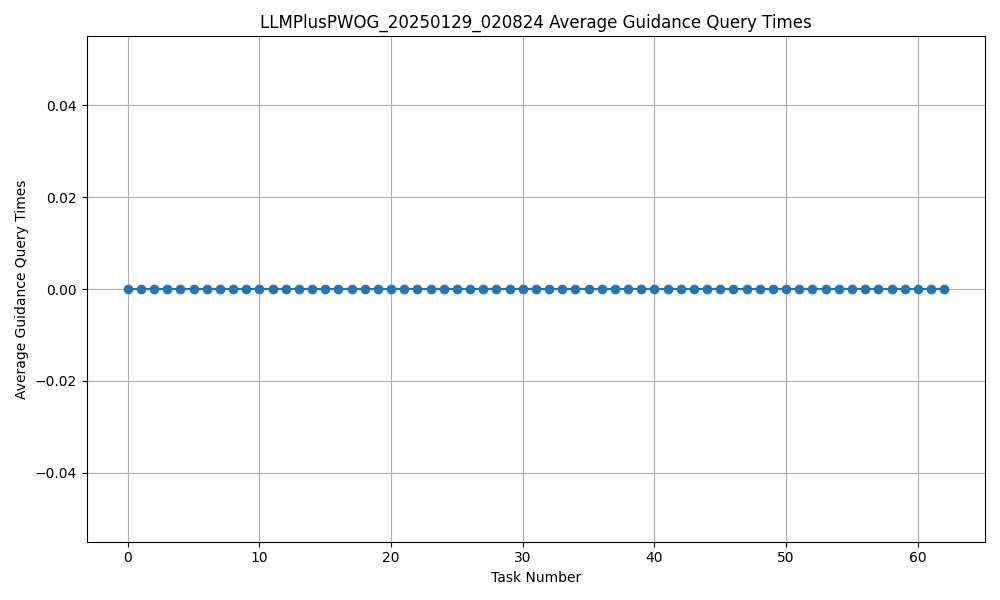 LLMPlusPWOG_20250129_020824 Average Guidance Query Times
Average Guidance Query Times
0.04
0.02
0.00
−0.02
−0.04
0 10 20 30 40 50 60
Task Number